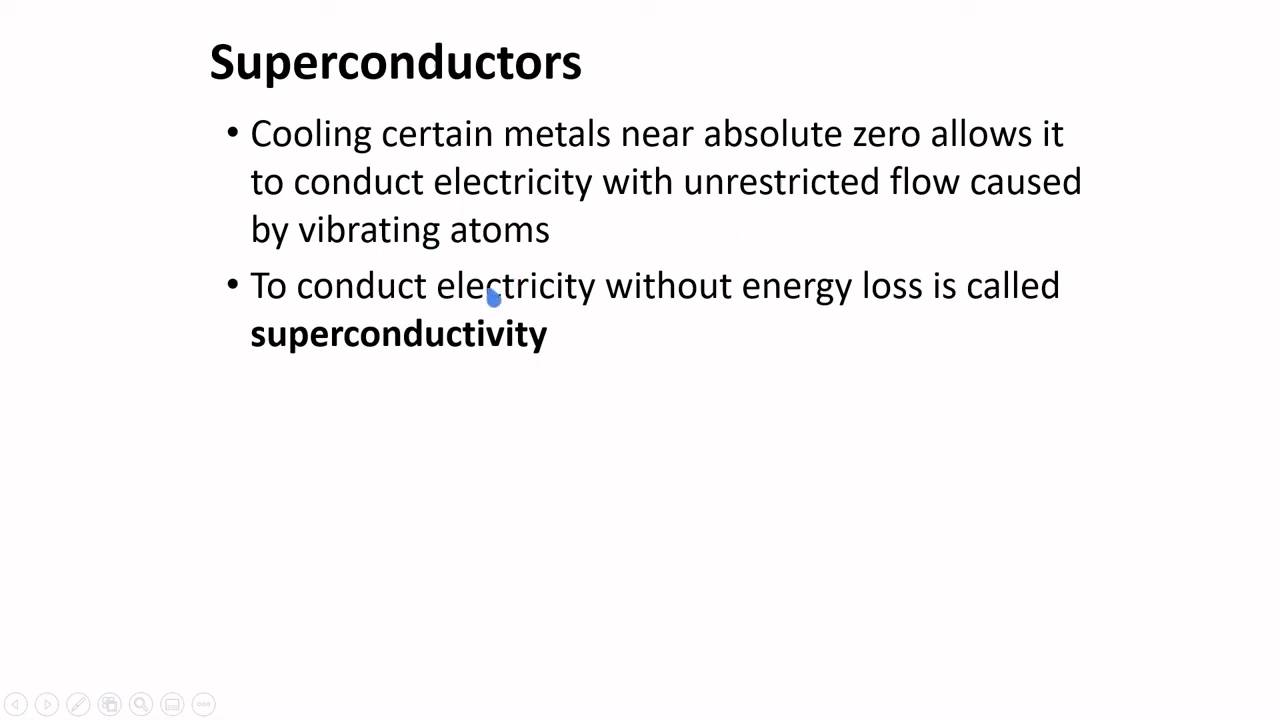 Superconductors
• Cooling certain metals near absolute zero allows it
to conduct electricity with unrestricted flow caused
by vibrating atoms
• To conduct electricity without energy loss is called
superconductivity